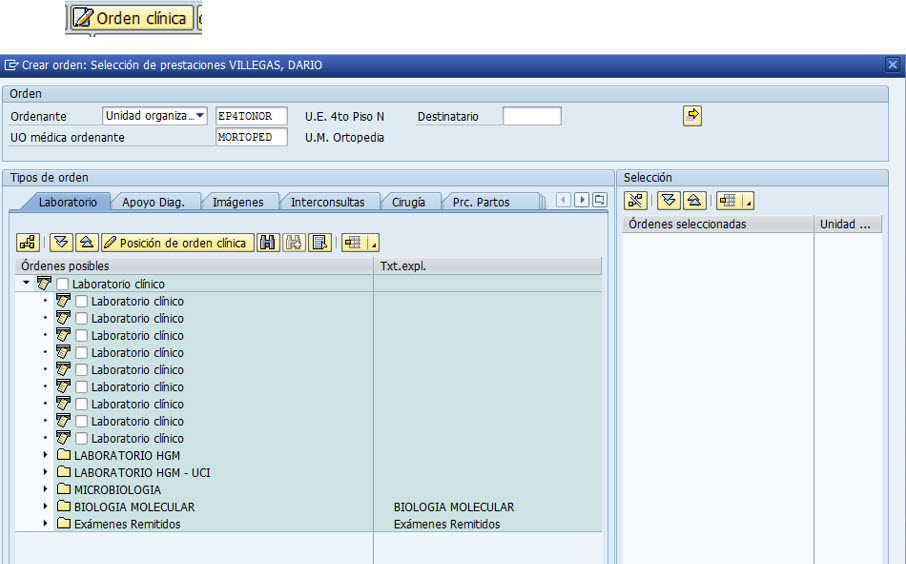 Orden clínica
Crear orden: Selección de prestaciones VILLEGAS, DARIO
Orden
Ordenante Unidad organiza... EP4TONOR U.E. 4to Piso N Destinatario
UO médica ordenante MORTOPED U.M. Ortopedia
Tipos de orden
Selección
Laboratorio Apoyo Diag. Imágenes Interconsultas Cirugía Prc. Partos
Posición de orden clínica
Órdenes seleccionadas Unidad ...
Órdenes posibles Txt.expl.
Laboratorio clínico
Laboratorio clínico
Laboratorio clínico
Laboratorio clínico
Laboratorio clínico
Laboratorio clínico
Laboratorio clínico
Laboratorio clínico
Laboratorio clínico
Laboratorio clínico
LABORATORIO HGM
LABORATORIO HGM - UCI
MICROBIOLOGIA
BIOLOGIA MOLECULAR BIOLOGIA MOLECULAR
Exámenes Remitidos Exámenes Remitidos